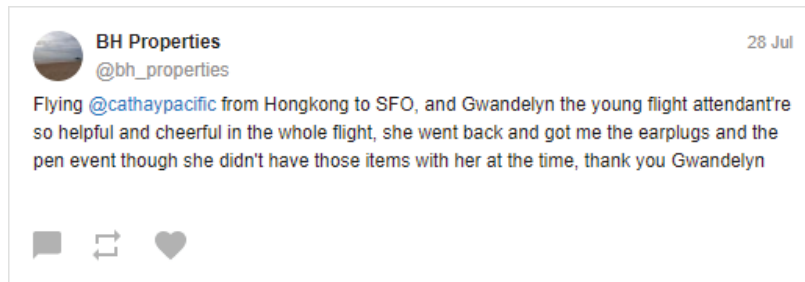 BH Properties
28 Jul
@bh_properties
Flying @cathaypacific from Hongkong to SFO, and Gwandelyn the young flight attendant're
so helpful and cheerful in the whole flight, she went back and got me the earplugs and the
pen event though she didn't have those items with her at the time, thank you Gwandelyn